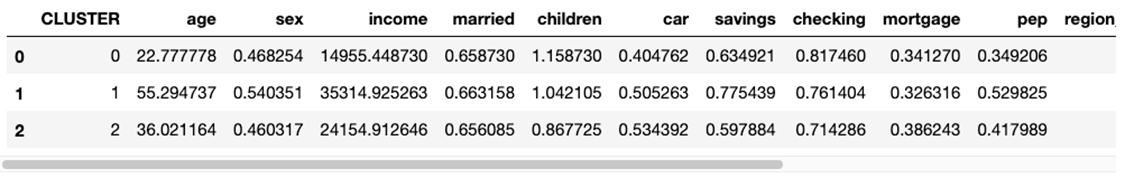 CLUSTER age sex income married children car savings checking mortgage pep region_
0 0 22.777778 0.468254 14955.448730 0.658730 1.158730 0.404762 0.634921 0.817460 0.341270 0.349206
1 1 55.294737 0.540351 35314.925263 0.663158 1.042105 0.505263 0.775439 0.761404 0.326316 0.529825
2 2 36.021164 0.460317 24154.912646 0.656085 0.867725 0.534392 0.597884 0.714286 0.386243 0.417989